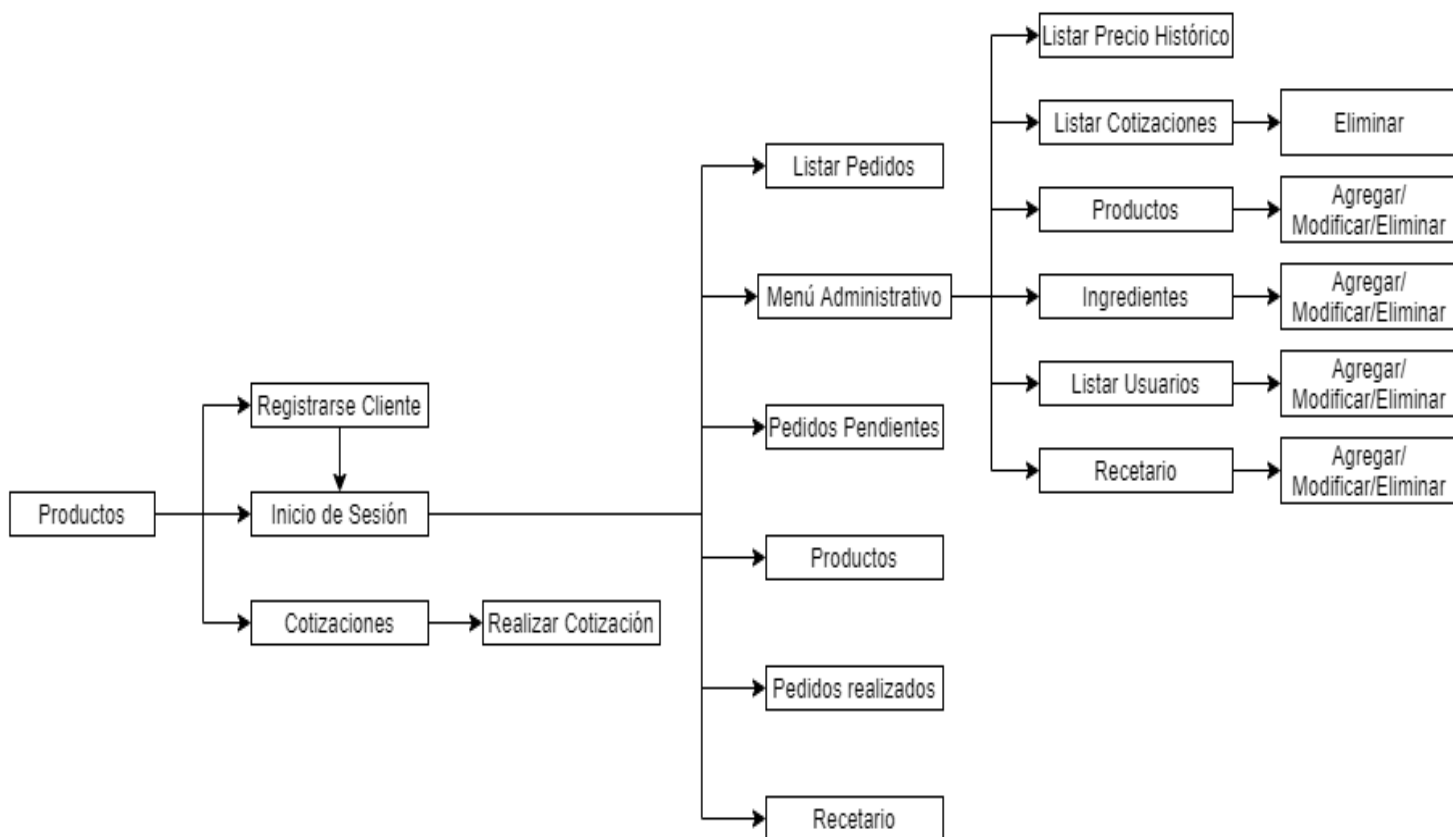 Listar Precio Histórico
Listar Cotizaciones
Eliminar
Listar Pedidos
Productos
Agregar/
Modificar/Eliminar
Menú Administrativo
Ingredientes
Agregar/
Modificar/Eliminar
Listar Usuarios
Agregar/
Modificar/Eliminar
Registrarse Cliente
Pedidos Pendientes
Recetario
Agregar/
Modificar/Eliminar
Productos
Inicio de Sesión
Productos
Cotizaciones
Realizar Cotización
Pedidos realizados
Recetario